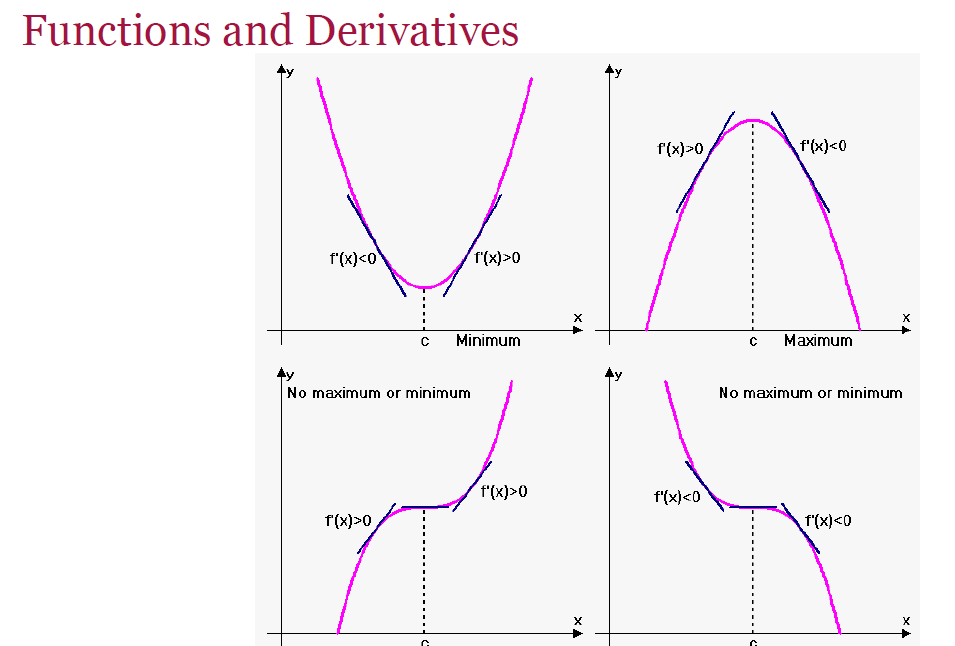 Functions and Derivatives
y
f'(x)<0
f'(x)>0
x
c
Minimum
y
f'(x)>0
f'(x)<0
x
c
Maximum
y
No maximum or minimum
f'(x)>0
f'(x)>0
x
c
y
No maximum or minimum
f'(x)<0
f'(x)<0
x
c